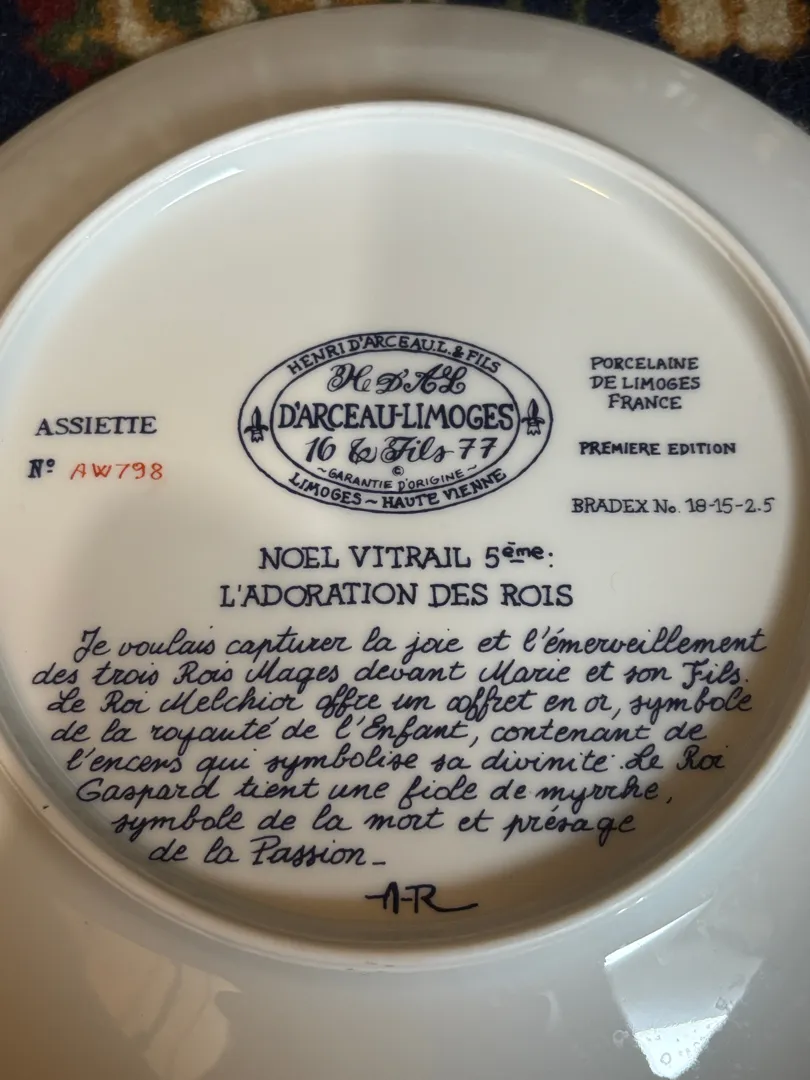 HENRI D'ARCEAU.L. & FILS
H D'AL
D'ARCEAU-LIMOGES
16 & Fils 77
~GARANTIE D'ORIGINE~
©
LIMOGES ~ HAUTE VIENNE
ASSIETTE
Nº AW798
PORCELAINE
DE LIMOGES
FRANCE
PREMIERE EDITION
BRADEX No. 18-15-2.5
NOEL VITRAIL 5ème:
L'ADORATION DES ROIS
Je voulais capturer la joie et l'émerveillement
des trois Rois Mages devant Marie et son Fils.
Le Roi Melchior offre un coffret en or, symbole
de la royauté de l'Enfant, contenant de
l'encens qui symbolise sa divinité. Le Roi
Gaspard tient une fiole de myrrhe,
symbole de la mort et présage
de la Passion_
A-R